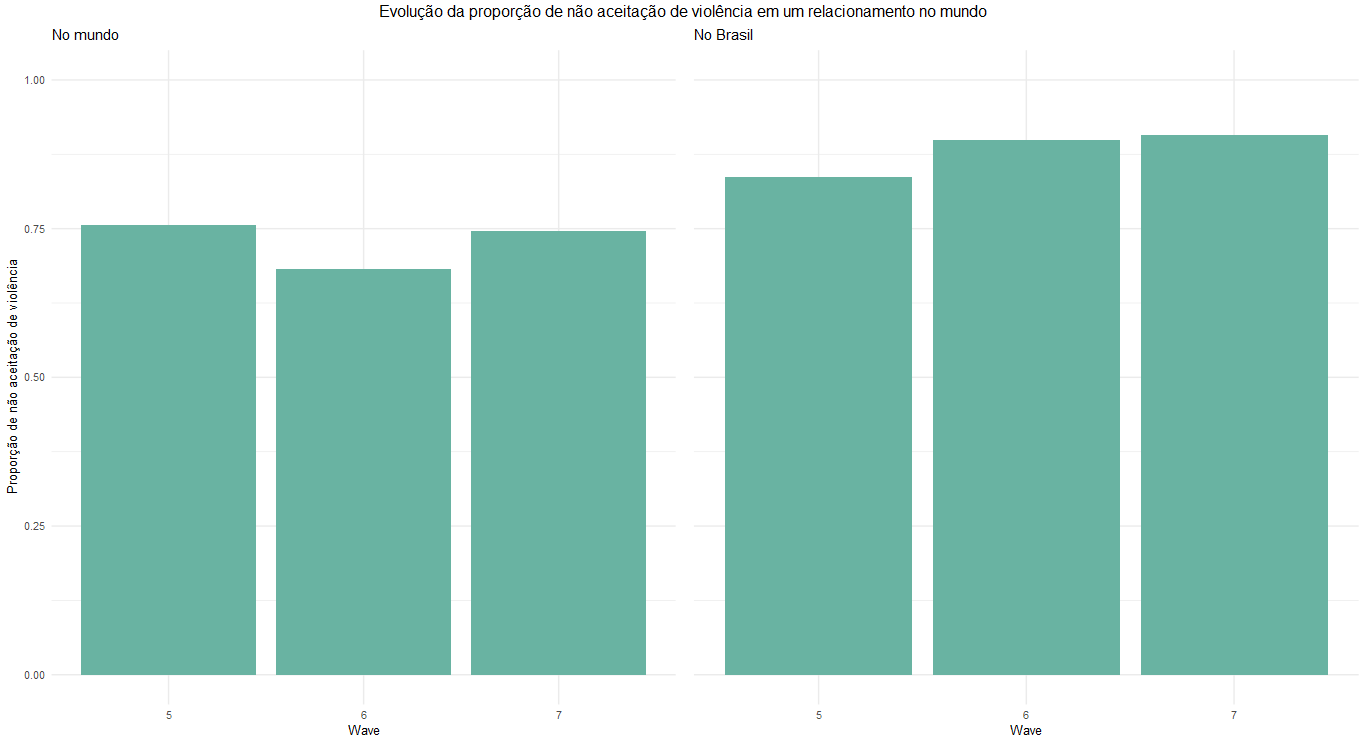 Evolução da proporção de não aceitação de violência em um relacionamento no mundo
No mundo
No Brasil
Proporção de não aceitação de violência
1.00
0.75
0.50
0.25
0.00
5
6
7
Wave
5
6
7
Wave